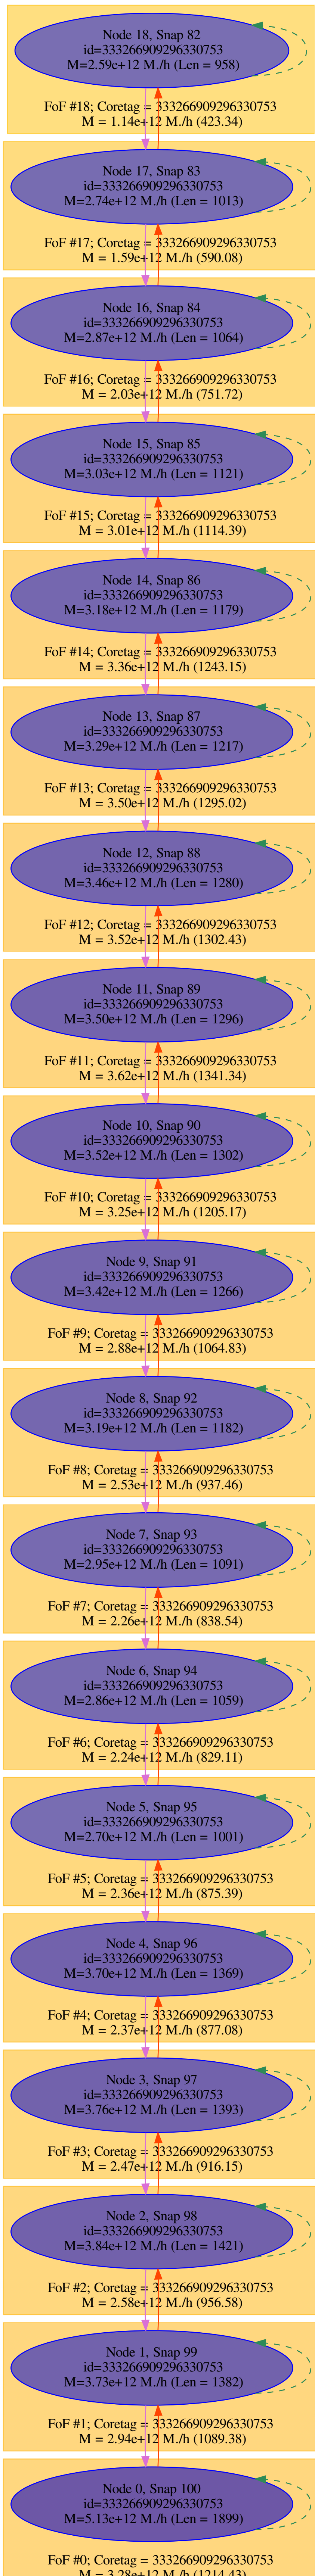 Node 18, Snap 82
id=333266909296330753
M=2.59e+12 M./h (Len = 958)
FoF #18; Coretag = 333266909296330753
M = 1.14e+12 M./h (423.34)
Node 17, Snap 83
id=333266909296330753
M=2.74e+12 M./h (Len = 1013)
FoF #17; Coretag = 333266909296330753
M = 1.59e+12 M./h (590.08)
Node 16, Snap 84
id=333266909296330753
M=2.87e+12 M./h (Len = 1064)
FoF #16; Coretag = 333266909296330753
M = 2.03e+12 M./h (751.72)
Node 15, Snap 85
id=333266909296330753
M=3.03e+12 M./h (Len = 1121)
FoF #15; Coretag = 333266909296330753
M = 3.01e+12 M./h (1114.39)
Node 14, Snap 86
id=333266909296330753
M=3.18e+12 M./h (Len = 1179)
FoF #14; Coretag = 333266909296330753
M = 3.36e+12 M./h (1243.15)
Node 13, Snap 87
id=333266909296330753
M=3.29e+12 M./h (Len = 1217)
FoF #13; Coretag = 333266909296330753
M = 3.50e+12 M./h (1295.02)
Node 12, Snap 88
id=333266909296330753
M=3.46e+12 M./h (Len = 1280)
FoF #12; Coretag = 333266909296330753
M = 3.52e+12 M./h (1302.43)
Node 11, Snap 89
id=333266909296330753
M=3.50e+12 M./h (Len = 1296)
FoF #11; Coretag = 333266909296330753
M = 3.62e+12 M./h (1341.34)
Node 10, Snap 90
id=333266909296330753
M=3.52e+12 M./h (Len = 1302)
FoF #10; Coretag = 333266909296330753
M = 3.25e+12 M./h (1205.17)
Node 9, Snap 91
id=333266909296330753
M=3.42e+12 M./h (Len = 1266)
FoF #9; Coretag = 333266909296330753
M = 2.88e+12 M./h (1064.83)
Node 8, Snap 92
id=333266909296330753
M=3.19e+12 M./h (Len = 1182)
FoF #8; Coretag = 333266909296330753
M = 2.53e+12 M./h (937.46)
Node 7, Snap 93
id=333266909296330753
M=2.95e+12 M./h (Len = 1091)
FoF #7; Coretag = 333266909296330753
M = 2.26e+12 M./h (838.54)
Node 6, Snap 94
id=333266909296330753
M=2.86e+12 M./h (Len = 1059)
FoF #6; Coretag = 333266909296330753
M = 2.24e+12 M./h (829.11)
Node 5, Snap 95
id=333266909296330753
M=2.70e+12 M./h (Len = 1001)
FoF #5; Coretag = 333266909296330753
M = 2.36e+12 M./h (875.39)
Node 4, Snap 96
id=333266909296330753
M=3.70e+12 M./h (Len = 1369)
FoF #4; Coretag = 333266909296330753
M = 2.37e+12 M./h (877.08)
Node 3, Snap 97
id=333266909296330753
M=3.76e+12 M./h (Len = 1393)
FoF #3; Coretag = 333266909296330753
M = 2.47e+12 M./h (916.15)
Node 2, Snap 98
id=333266909296330753
M=3.84e+12 M./h (Len = 1421)
FoF #2; Coretag = 333266909296330753
M = 2.58e+12 M./h (956.58)
Node 1, Snap 99
id=333266909296330753
M=3.73e+12 M./h (Len = 1382)
FoF #1; Coretag = 333266909296330753
M = 2.94e+12 M./h (1089.38)
Node 0, Snap 100
id=333266909296330753
M=5.13e+12 M./h (Len = 1899)
FoF #0; Coretag = 333266909296330753
M = 3.28e+12 M./h (1214.43)